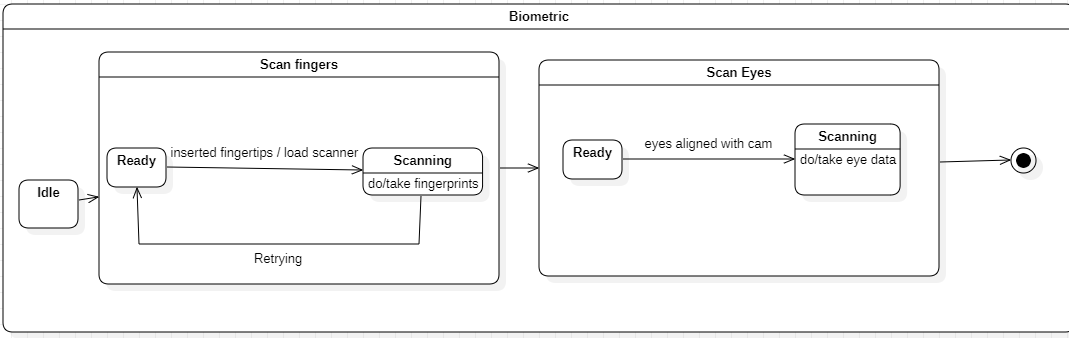 Biometric
Scan fingers
Scan Eyes
Ready
inserted fingertips / load scanner
Scanning
do/take fingerprints
Retrying
Idle
Ready
eyes aligned with cam
Scanning
do/take eye data